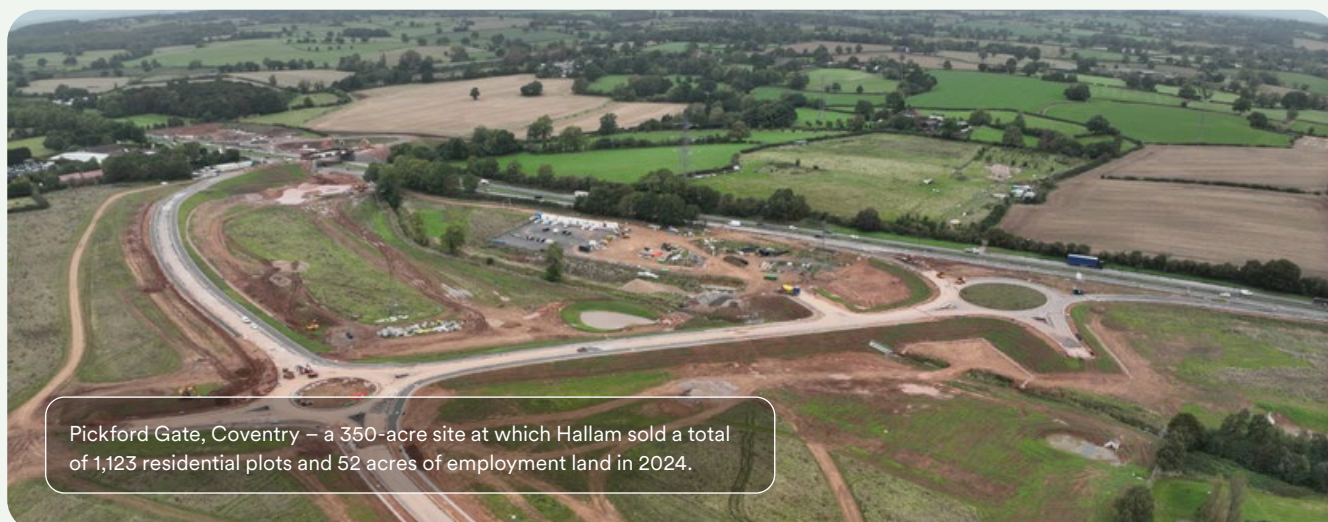 Pickford Gate, Coventry – a 350-acre site at which Hallam sold a total
of 1,123 residential plots and 52 acres of employment land in 2024.